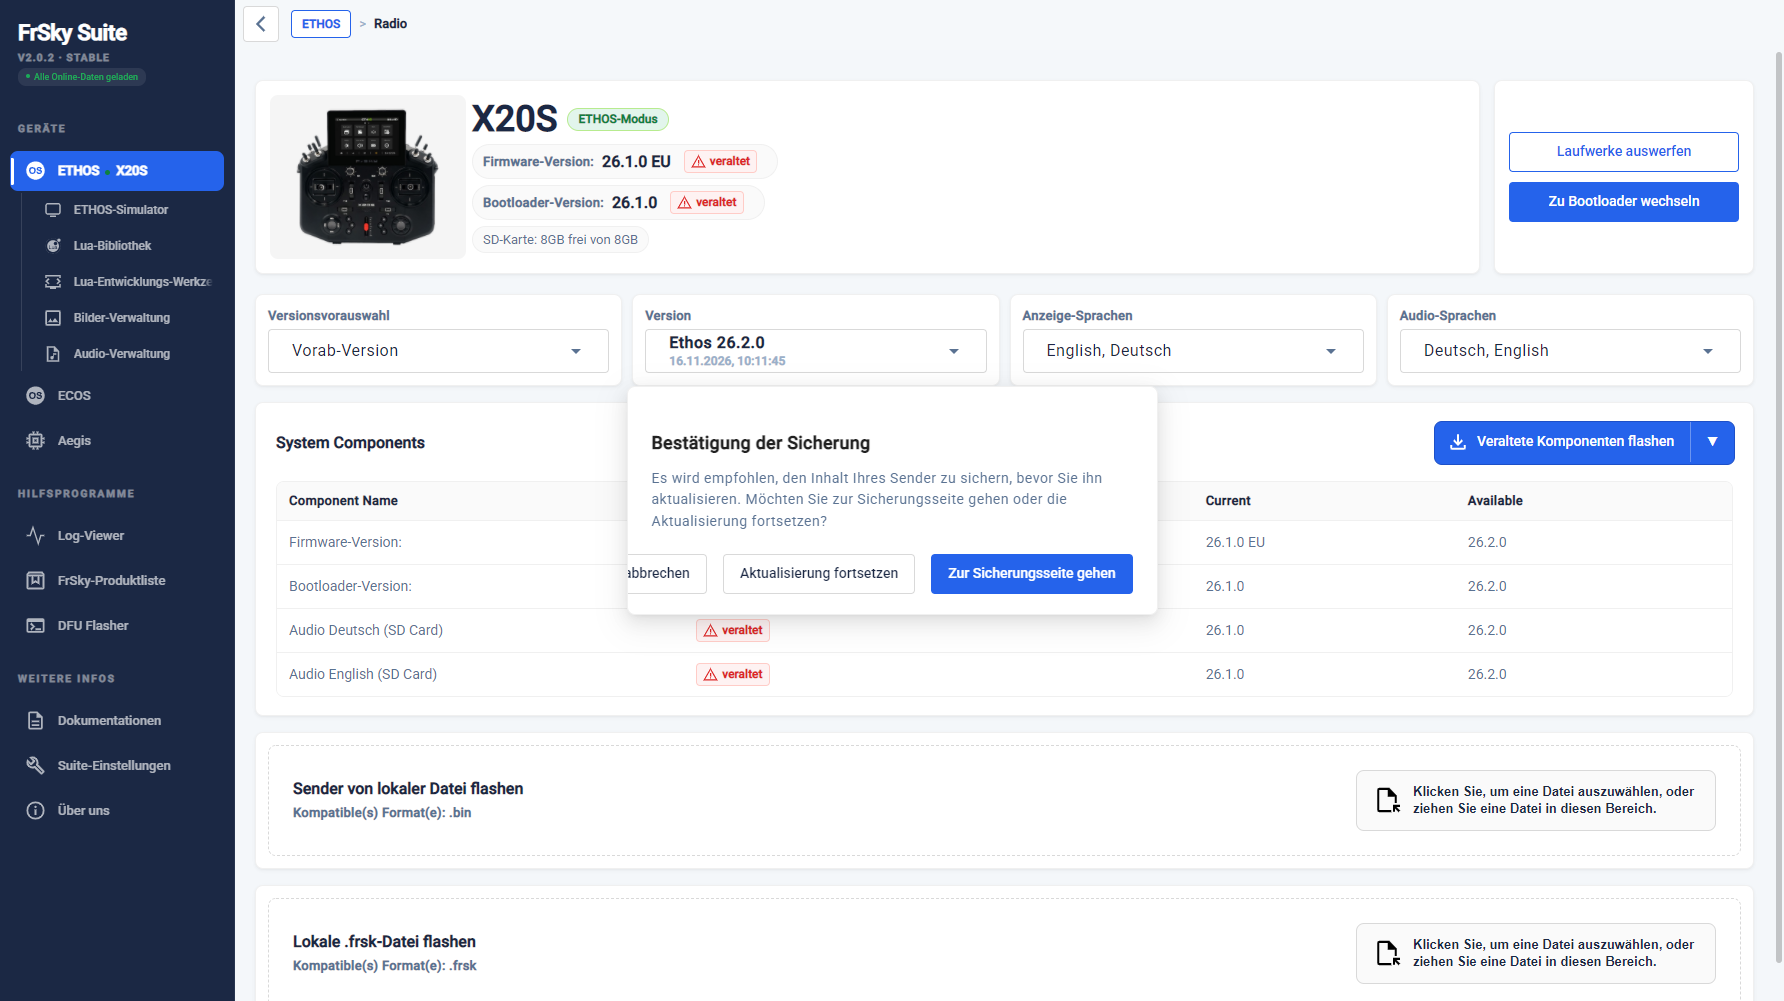 FrSky Suite
V2.0.2 · STABLE
Alle Online-Daten geladen
GERÄTE
ETHOS X20S
ETHOS-Simulator
Lua-Bibliothek
Lua-Entwicklungs-Werkze
Bilder-Verwaltung
Audio-Verwaltung
ECOS
Aegis
HILFSPROGRAMME
Log-Viewer
FrSky-Produktliste
DFU Flasher
WEITERE INFOS
Dokumentationen
Suite-Einstellungen
Über uns
ETHOS > Radio
X20S ETHOS-Modus
Firmware-Version: 26.1.0 EU veraltet
Bootloader-Version: 26.1.0 veraltet
SD-Karte: 8GB frei von 8GB
Laufwerke auswerfen
Zu Bootloader wechseln
Versionsvorauswahl
Vorab-Version
Version
Ethos 26.2.0
16.11.2026, 10:11:45
Anzeige-Sprachen
English, Deutsch
Audio-Sprachen
Deutsch, English
System Components
Veraltete Komponenten flashen
Component Name Current Available
Firmware-Version: 26.1.0 EU 26.2.0
Bootloader-Version: 26.1.0 26.2.0
Audio Deutsch (SD Card) veraltet 26.1.0 26.2.0
Audio English (SD Card) veraltet 26.1.0 26.2.0
Bestätigung der Sicherung
Es wird empfohlen, den Inhalt Ihres Sender zu sichern, bevor Sie ihn
aktualisieren. Möchten Sie zur Sicherungsseite gehen oder die
Aktualisierung fortsetzen?
abbrechen Aktualisierung fortsetzen Zur Sicherungsseite gehen
Sender von lokaler Datei flashen
Kompatible(s) Format(e): .bin
Klicken Sie, um eine Datei auszuwählen, oder
ziehen Sie eine Datei in diesen Bereich.
Lokale .frsk-Datei flashen
Kompatible(s) Format(e): .frsk
Klicken Sie, um eine Datei auszuwählen, oder
ziehen Sie eine Datei in diesen Bereich.